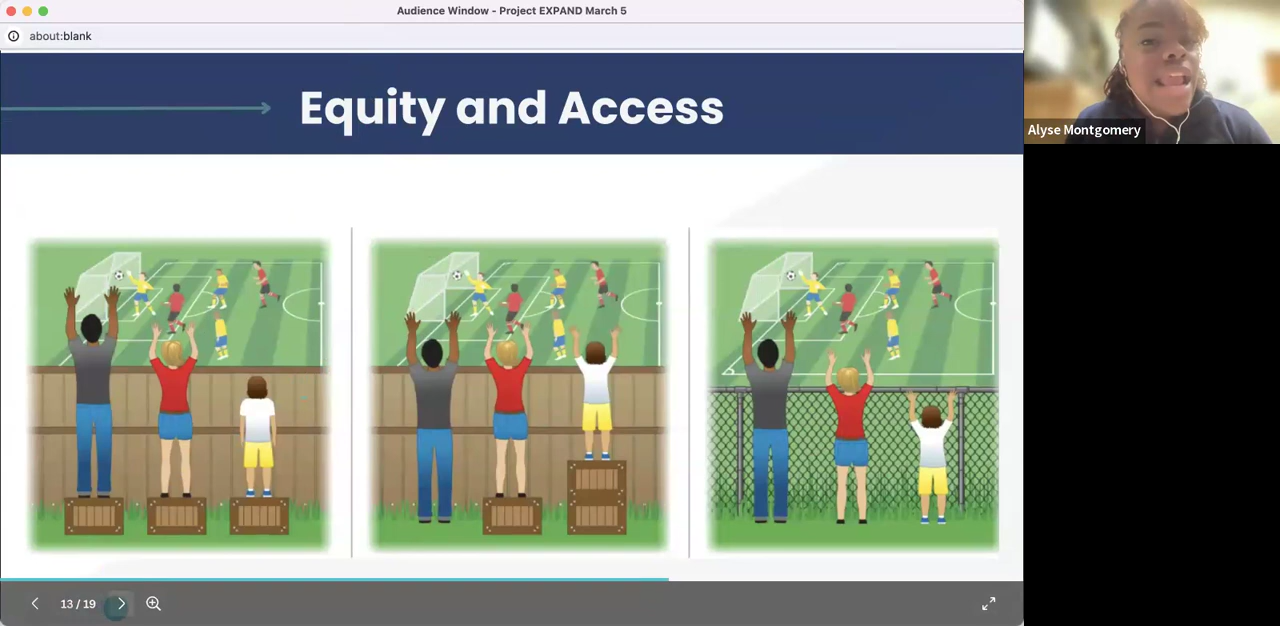 Audience Window - Project EXPAND March 5
about:blank
Equity and Access
Alyse Montgomery
13 / 19